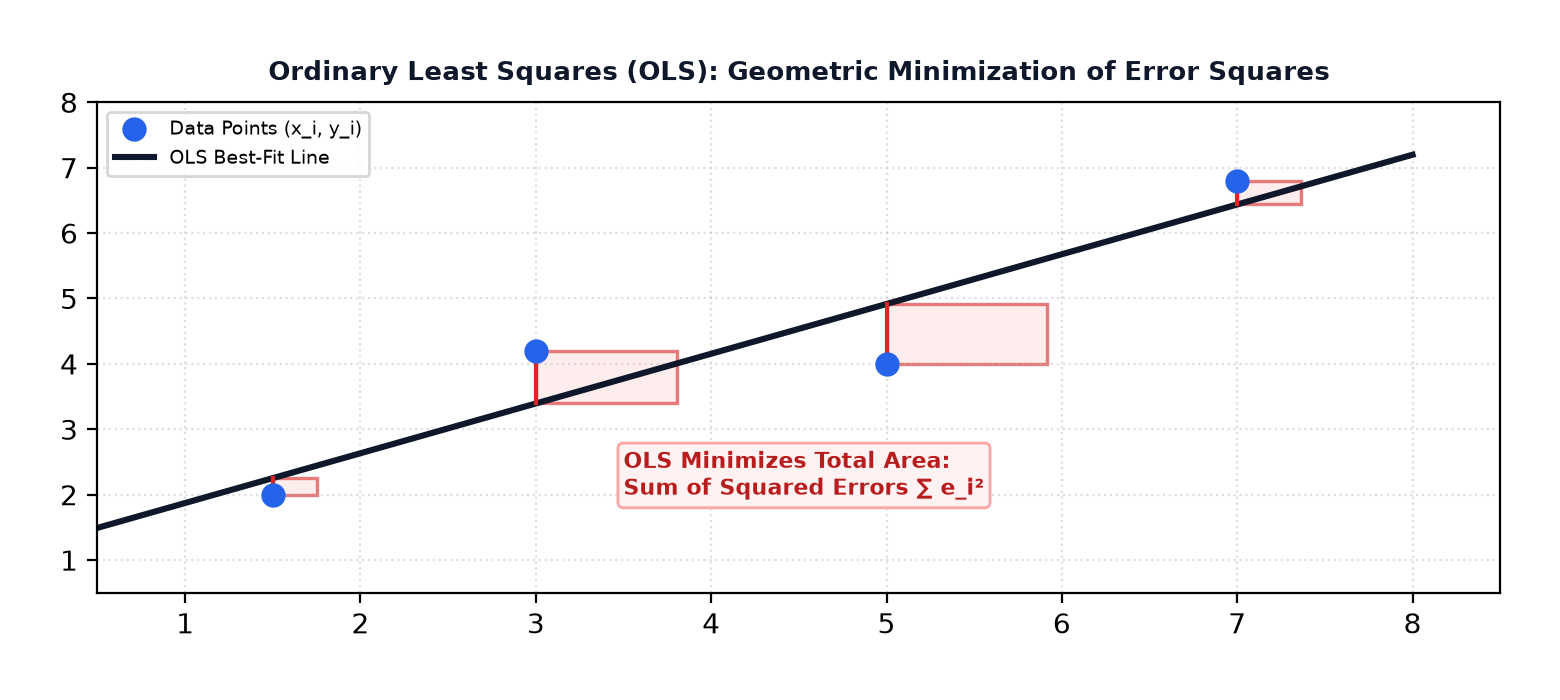 Ordinary Least Squares (OLS): Geometric Minimization of Error Squares
8
7
6
5
4
3
2
1
Data Points (x_i, y_i)
OLS Best-Fit Line
OLS Minimizes Total Area:
Sum of Squared Errors ∑ e_i²
1 2 3 4 5 6 7 8